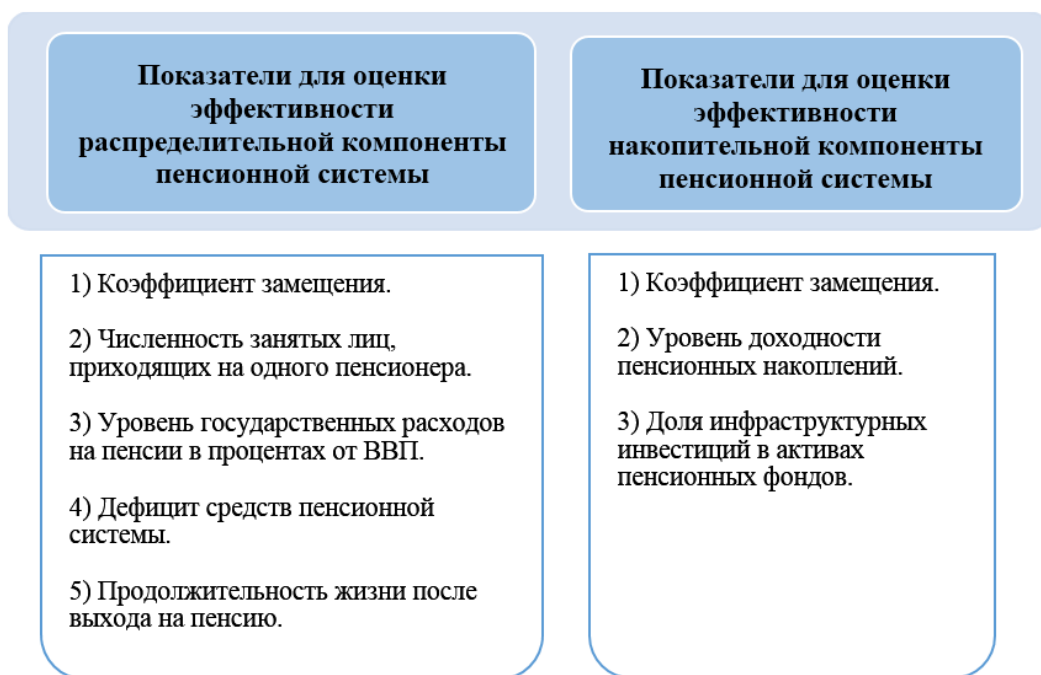 Показатели для оценки
эффективности
распределительной компоненты
пенсионной системы
Показатели для оценки
эффективности
накопительной компоненты
пенсионной системы
1) Коэффициент замещения.
2) Численность занятых лиц,
приходящих на одного пенсионера.
3) Уровень государственных расходов
на пенсии в процентах от ВВП.
4) Дефицит средств пенсионной
системы.
5) Продолжительность жизни после
выхода на пенсию.
1) Коэффициент замещения.
2) Уровень доходности
пенсионных накоплений.
3) Доля инфраструктурных
инвестиций в активах
пенсионных фондов.